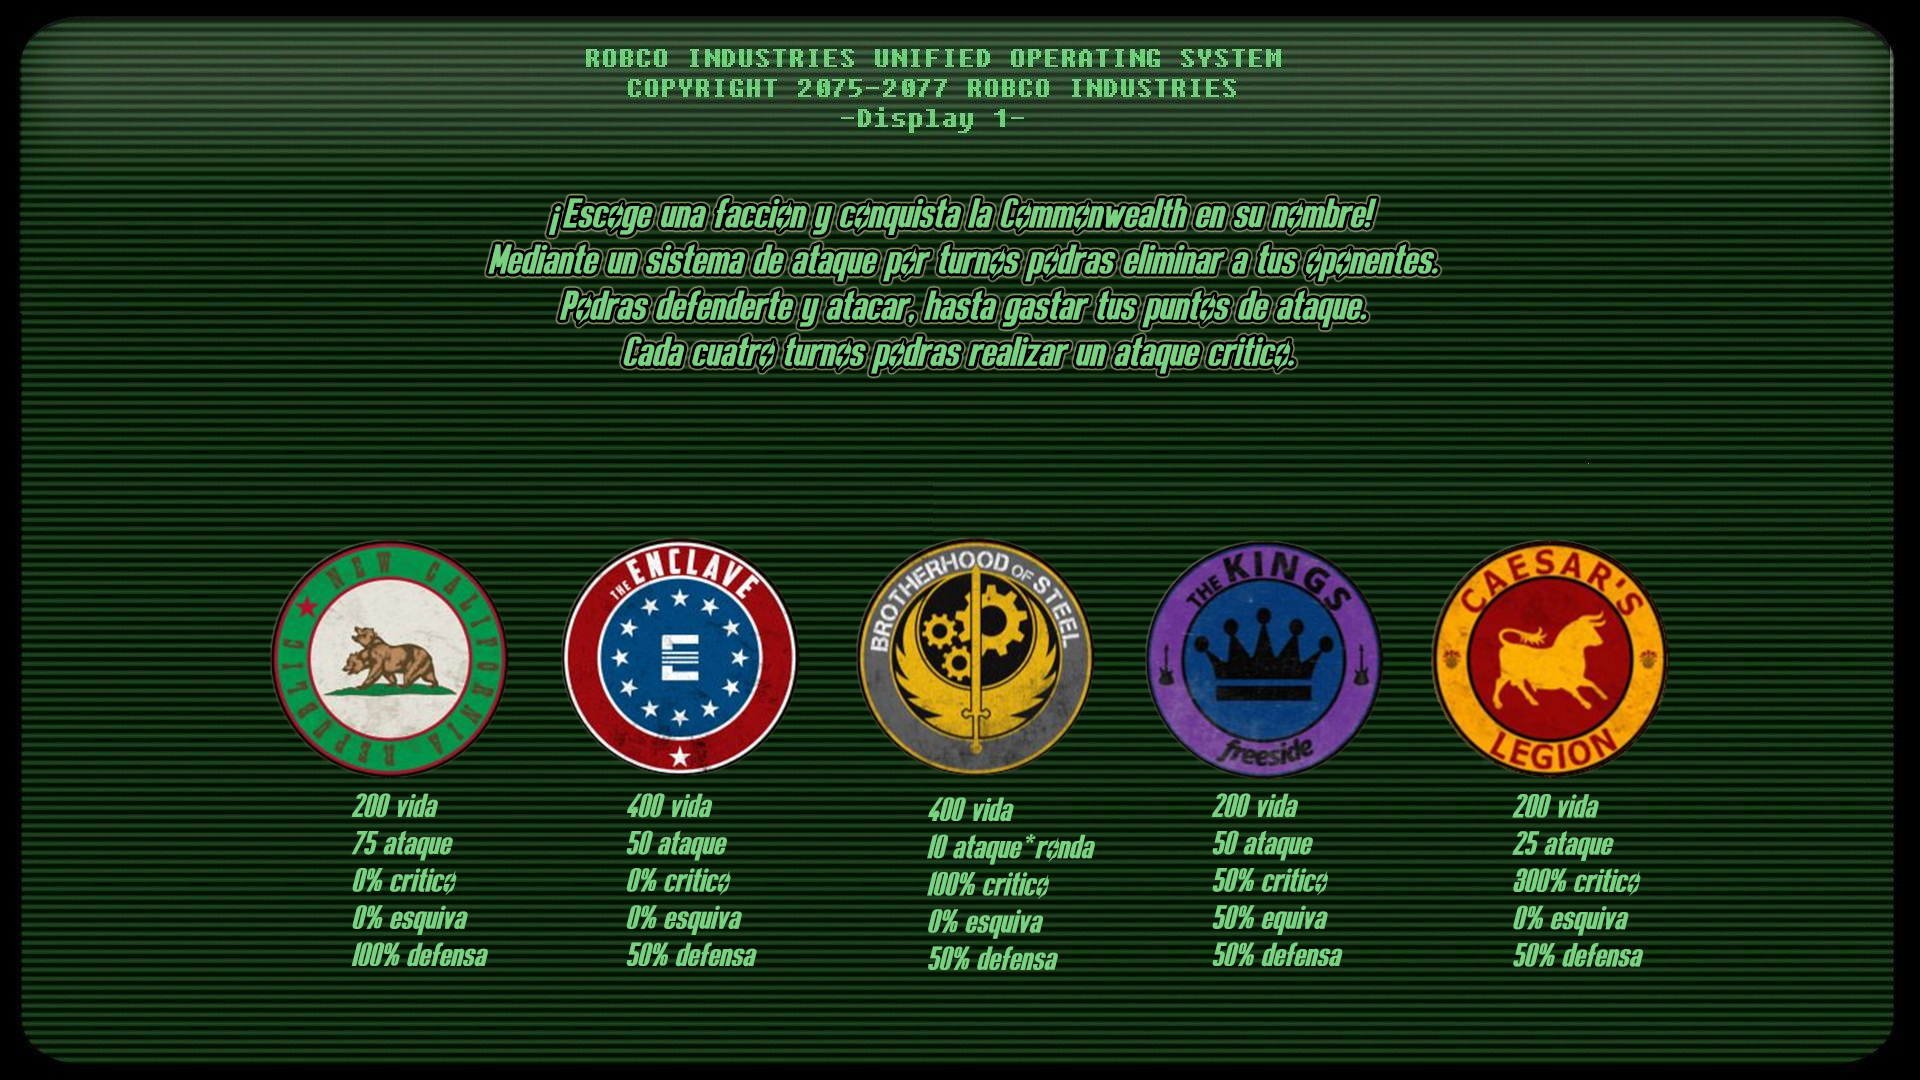 ROBCO INDUSTRIES UNIFIED OPERATING SYSTEM
COPYRIGHT 2075-2077 ROBCO INDUSTRIES
-Display 1-
¡Escoge una facción y conquista la Commonwealth en su nombre!
Mediante un sistema de ataque por turnos podras eliminar a tus oponentes.
Podras defenderte y atacar, hasta gastar tus puntos de ataque.
Cada cuatro turnos podras realizar un ataque critico.
NEW CALIFORNIA REPUBLIC
THE ENCLAVE
E
BROTHERHOOD OF STEEL
THE KINGS
freeside
CAESAR'S
LEGION
200 vida
75 ataque
0% critico
0% esquiva
100% defensa
400 vida
50 ataque
0% critico
0% esquiva
50% defensa
400 vida
10 ataque*ronda
100% critico
0% esquiva
50% defensa
200 vida
50 ataque
50% critico
50% equiva
50% defensa
200 vida
25 ataque
300% critico
0% esquiva
50% defensa